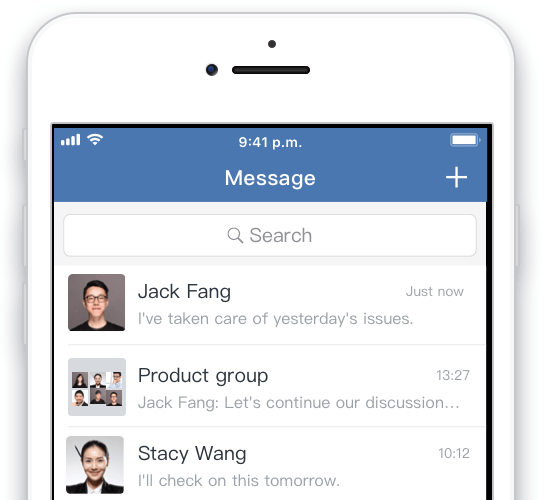 9:41 p.m.
Message
Search
Jack Fang
Just now
I've taken care of yesterday's issues.
Product group
13:27
Jack Fang: Let's continue our discussion...
Stacy Wang
10:12
I'll check on this tomorrow.